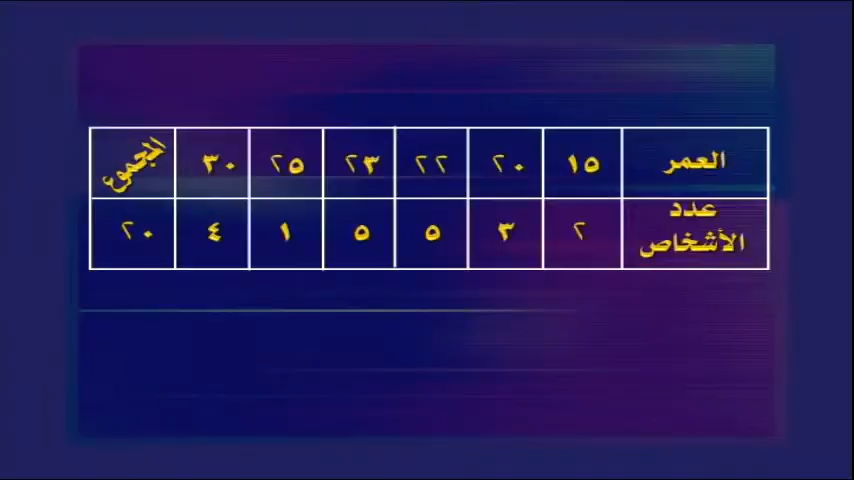 العمر ١٥ ٢٠ ٢٢ ٢٣ ٢٥ ٣٠ المجموع
عدد الأشخاص ٢ ٣ ٥ ٥ ١ ٤ ٢٠